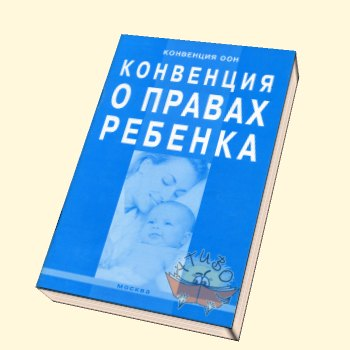 КОНВЕНЦИЯ ООН
КОНВЕНЦИЯ
О ПРАВАХ
РЕБЕНКА
Москва